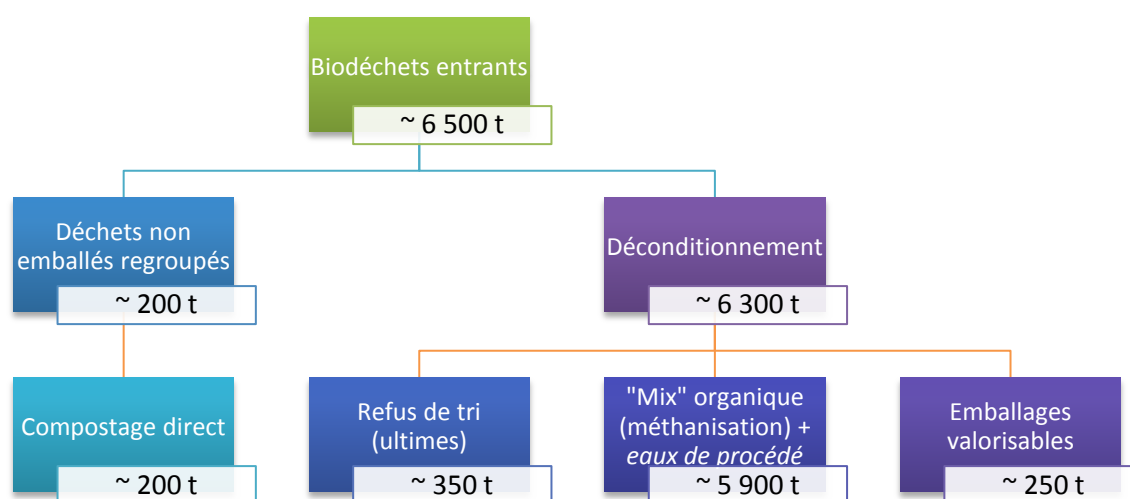 Biodéchets entrants
~ 6 500 t
Déchets non
emballés regroupés
~ 200 t
Déconditionnement
~ 6 300 t
Compostage direct
~ 200 t
Refus de tri
(ultimes)
~ 350 t
"Mix" organique
(méthanisation) +
eaux de procédé
~ 5 900 t
Emballages
valorisables
~ 250 t